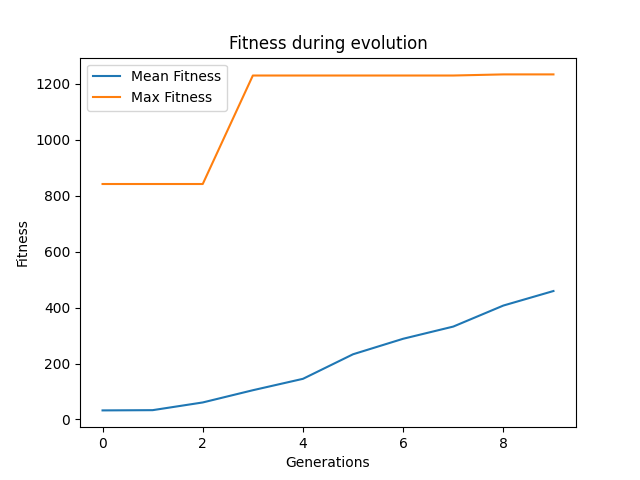 Fitness during evolution
Mean Fitness
Max Fitness
1200
1000
800
600
400
200
0
Fitness
0 2 4 6 8
Generations